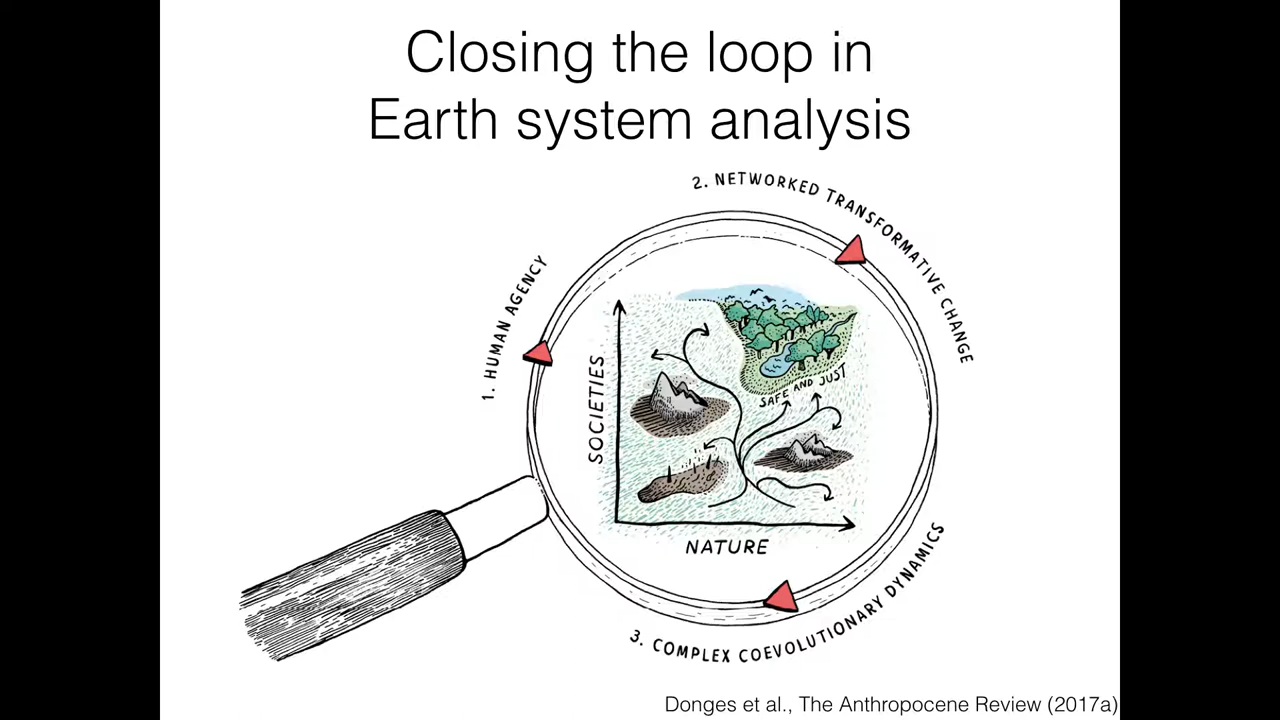 Closing the loop in
Earth system analysis
2. NETWORKED TRANSFORMATIVE CHANGE
1. HUMAN AGENCY
SOCIETIES
SAFE AND JUST
NATURE
3. COMPLEX COEVOLUTIONARY DYNAMICS
Donges et al., The Anthropocene Review (2017a)